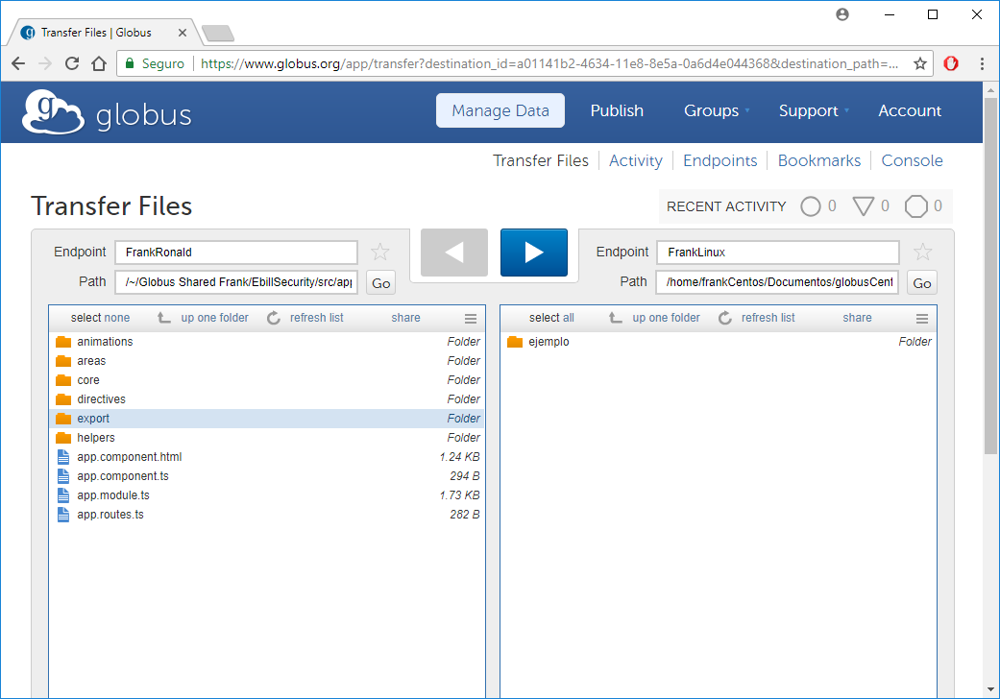 Transfer Files | Globus
Seguro https://www.globus.org/app/transfer?destination_id=a01141b2-4634-11e8-8e5a-0a6d4e044368&destination_path=...
g globus Manage Data Publish Groups Support Account
Transfer Files Activity Endpoints Bookmarks Console
Transfer Files
RECENT ACTIVITY 0 0 0
Endpoint FrankRonald
Path /~/Globus Shared Frank/EbillSecurity/src/app Go
Endpoint FrankLinux
Path /home/frankCentos/Documentos/globusCent Go
select none up one folder refresh list share
animations Folder
areas Folder
core Folder
directives Folder
export Folder
helpers Folder
app.component.html 1.24 KB
app.component.ts 294 B
app.module.ts 1.73 KB
app.routes.ts 282 B
select all up one folder refresh list share
ejemplo Folder